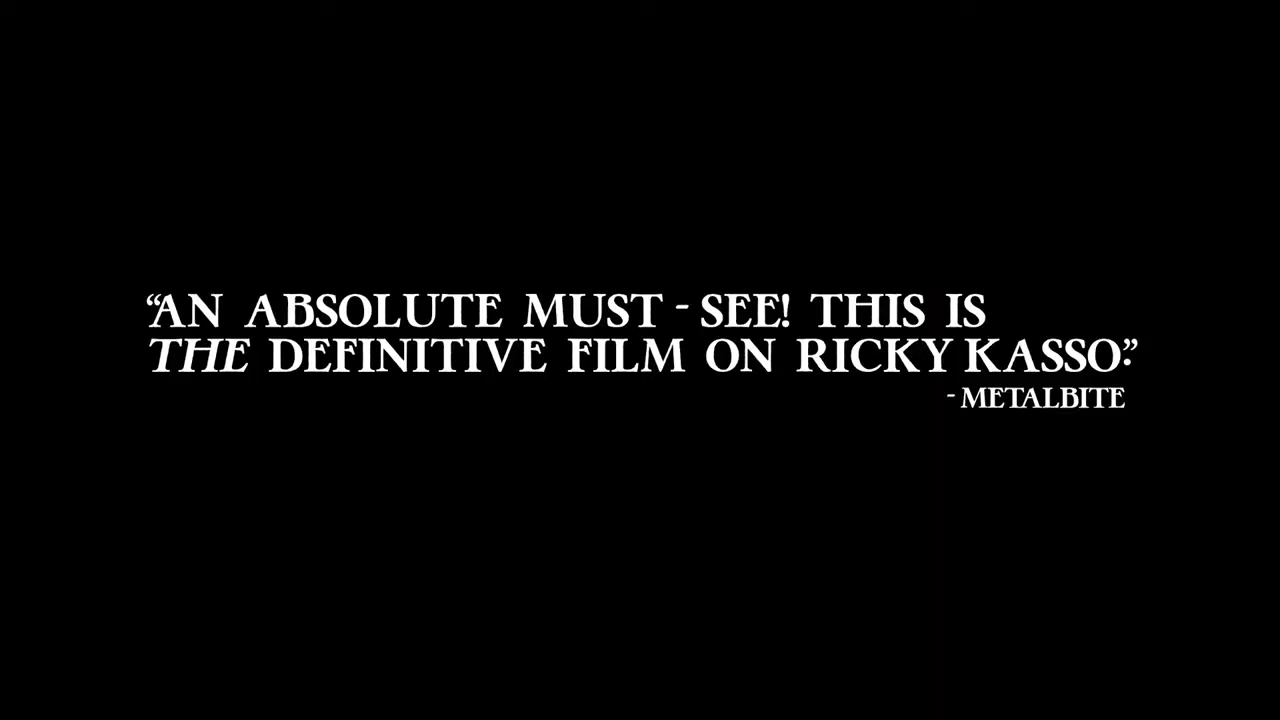 “AN ABSOLUTE MUST-SEE! THIS IS
THE DEFINITIVE FILM ON RICKY KASSO.”
- METALBITE